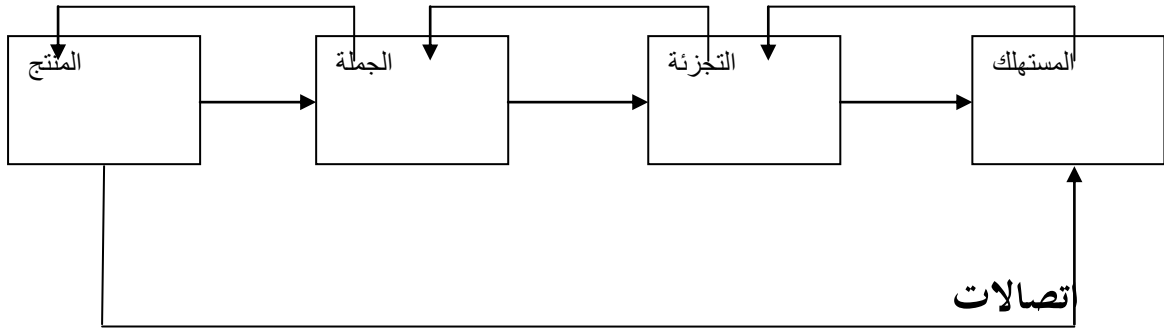 المنتج
الجملة
التجزئة
المستهلك
اتصالات